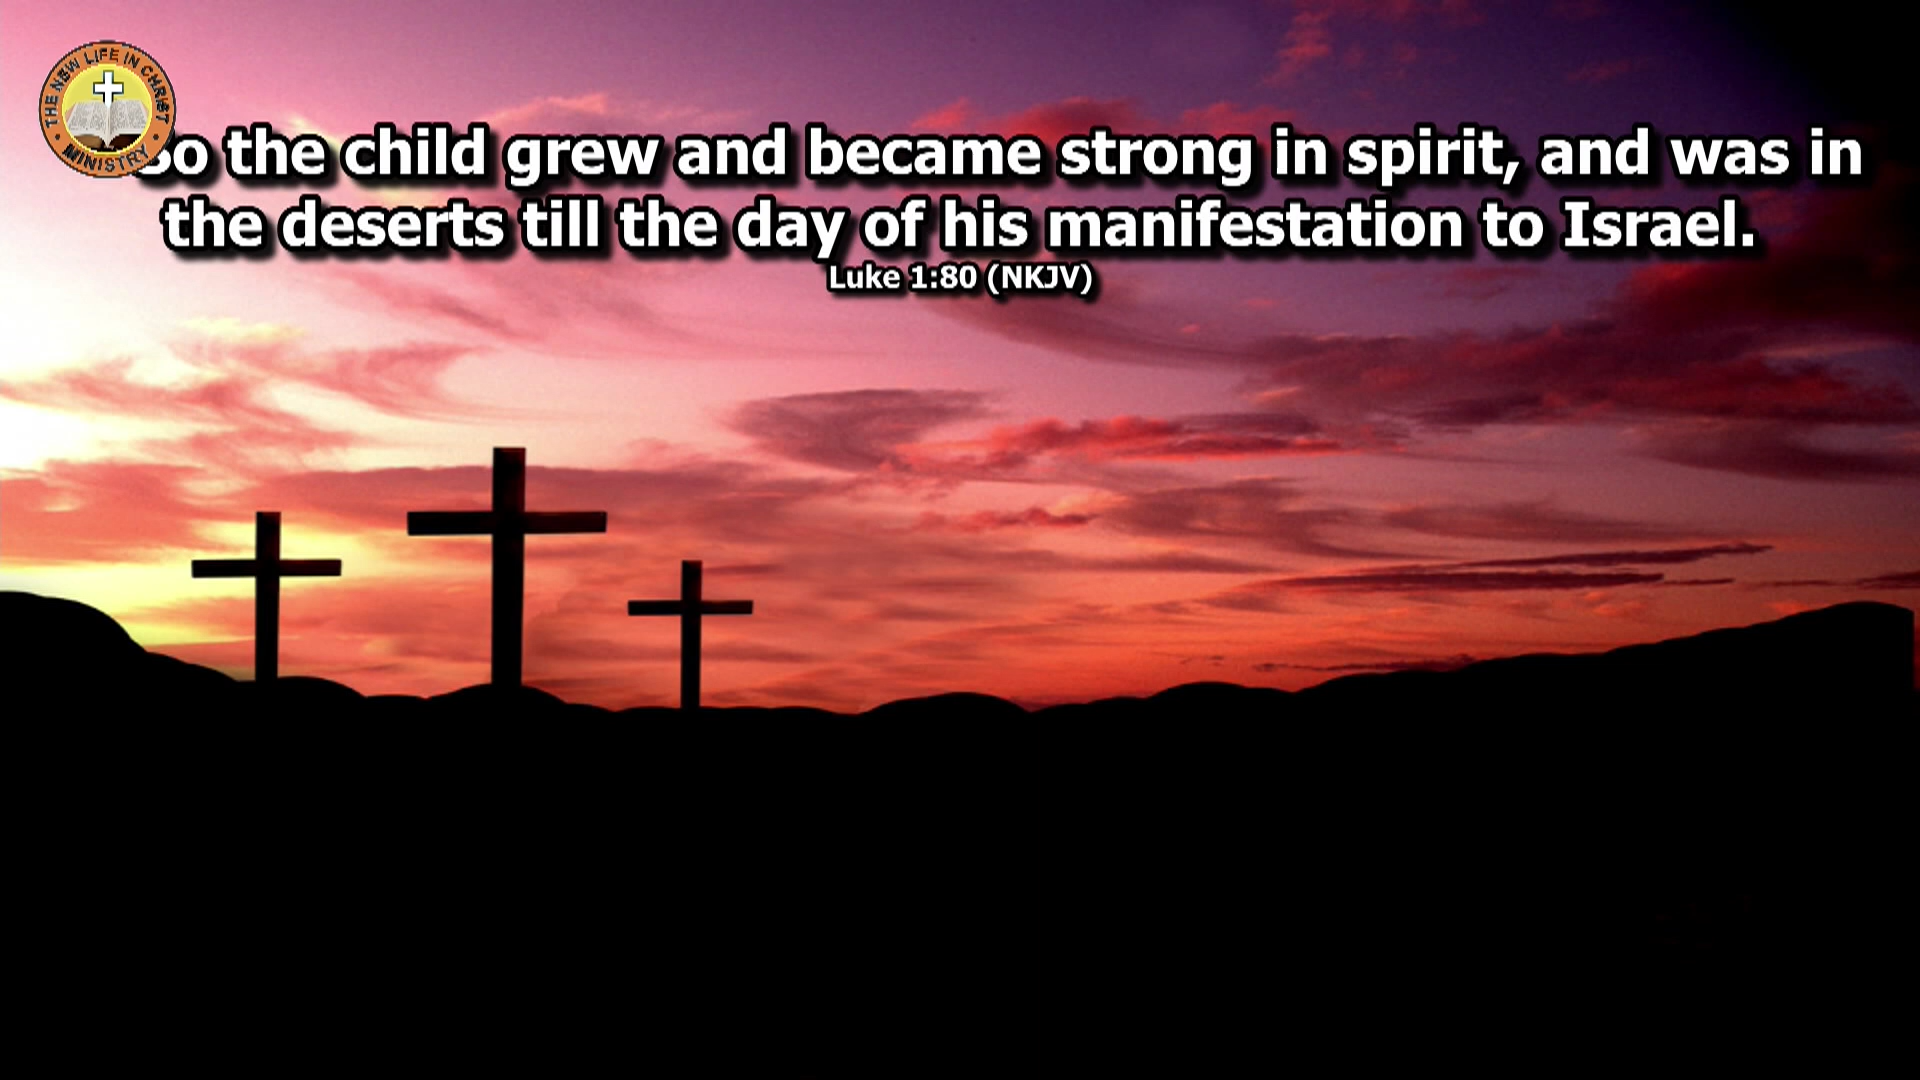 THE NEW LIFE IN CHRIST
MINISTRY
So the child grew and became strong in spirit, and was in
the deserts till the day of his manifestation to Israel.
Luke 1:80 (NKJV)